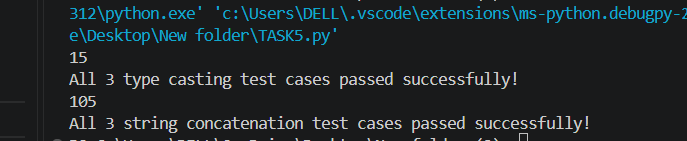 312\python.exe' 'c:\Users\DELL\.vscode\extensions\ms-python.debugpy-2
e\Desktop\New folder\TASK5.py'
15
All 3 type casting test cases passed successfully!
105
All 3 string concatenation test cases passed successfully!